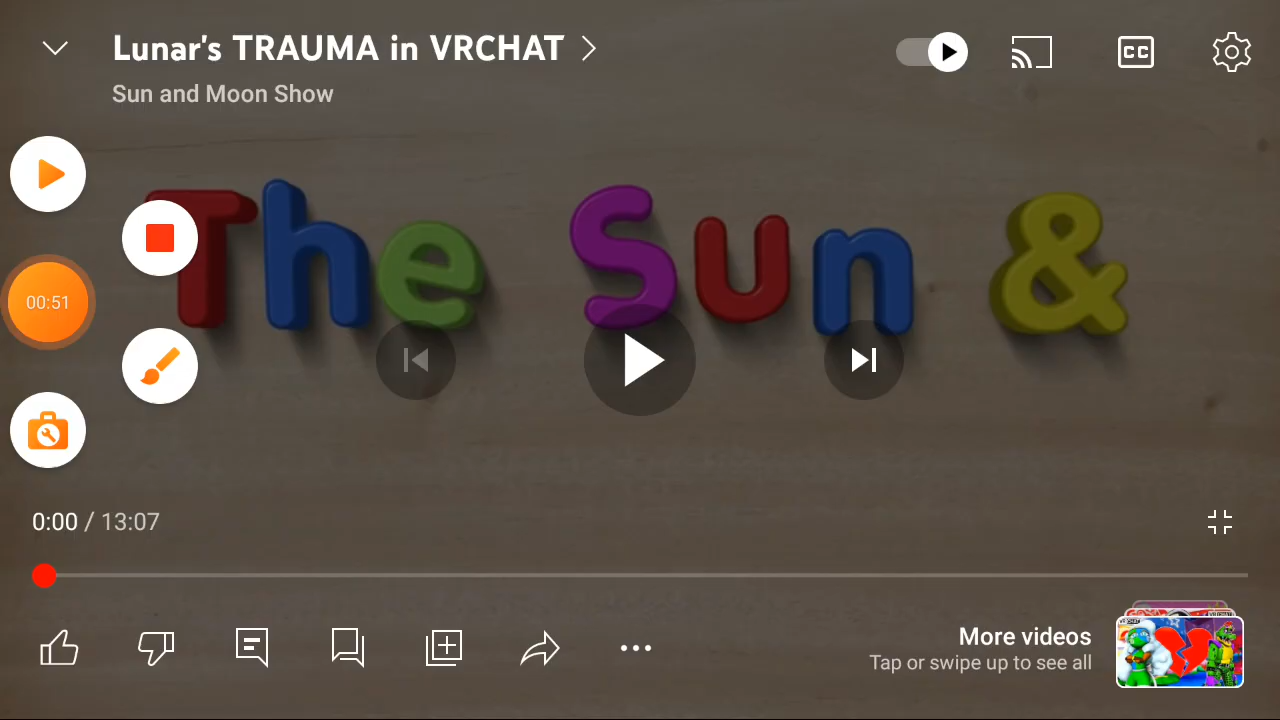 Lunar's TRAUMA in VRCHAT
Sun and Moon Show
CC
The Sun &
00:51
0:00 / 13:07
More videos
Tap or swipe up to see all